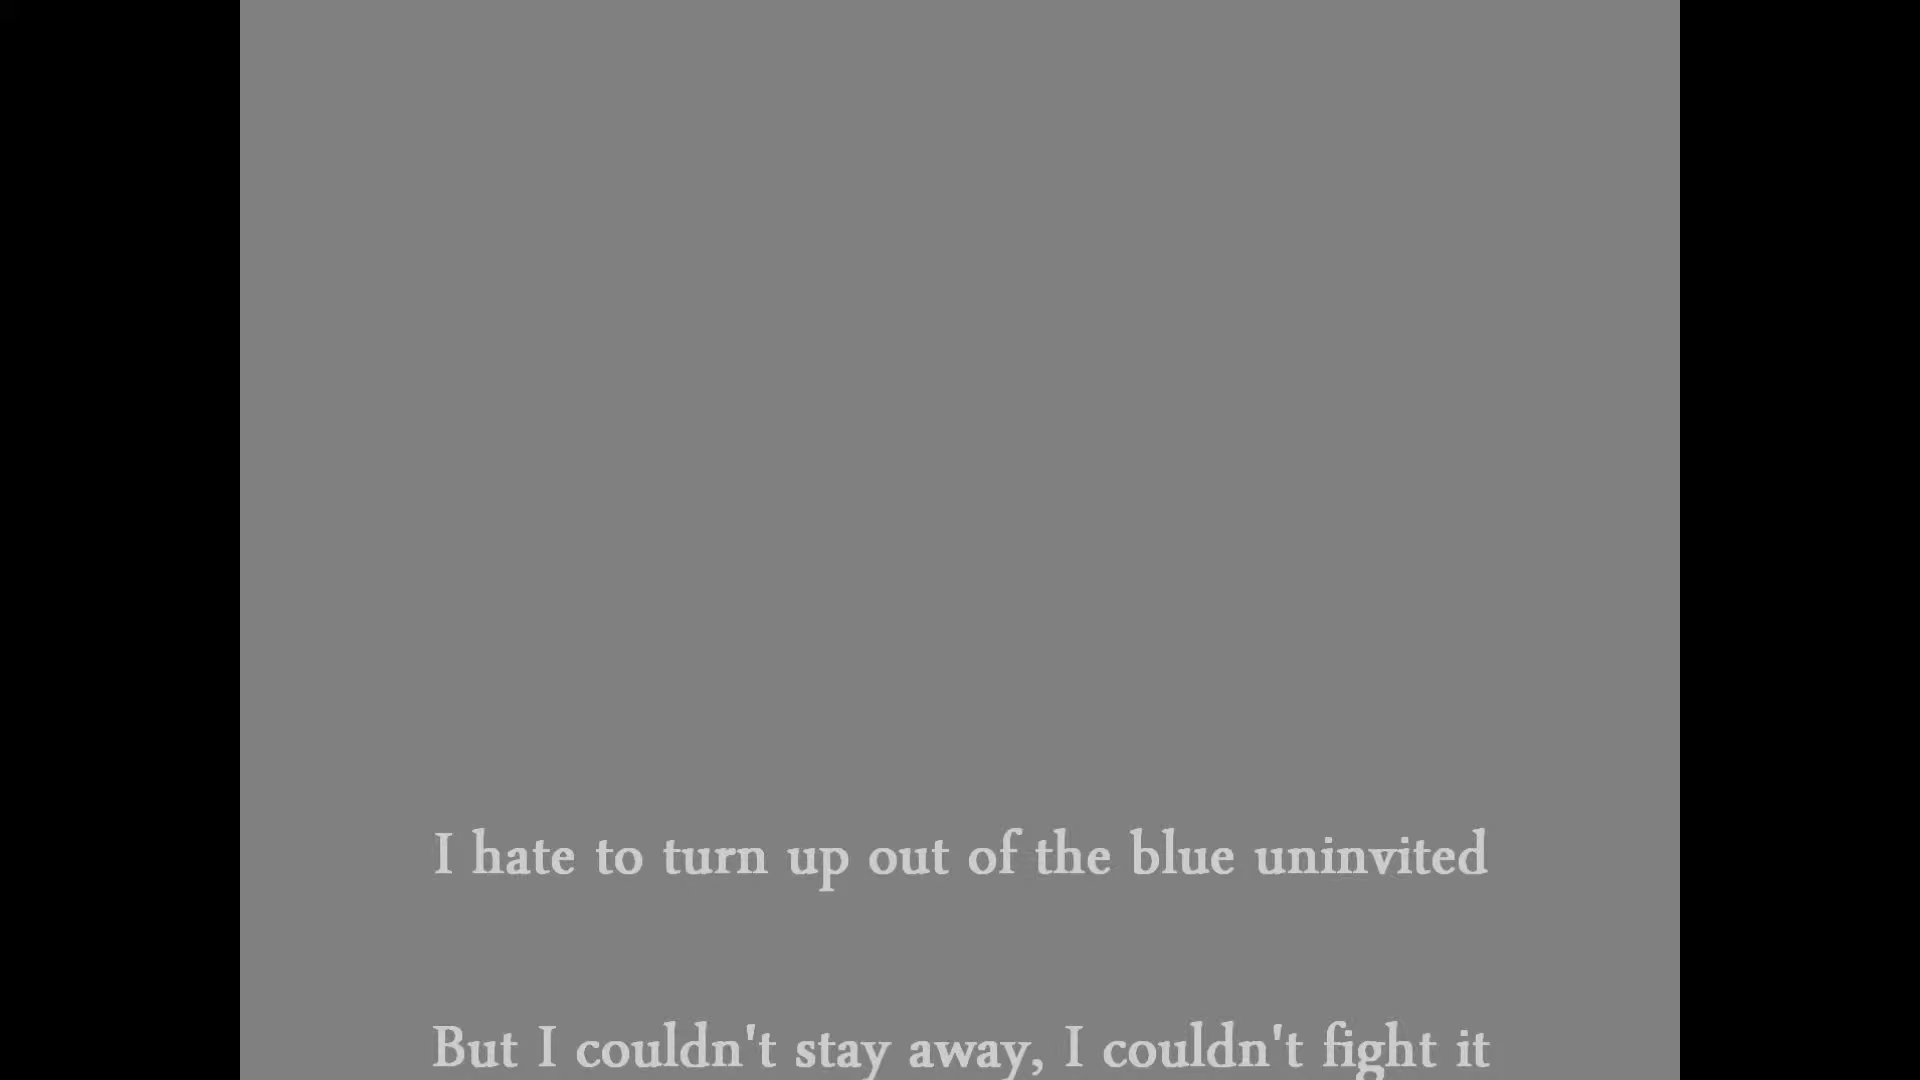 I hate to turn up out of the blue uninvited
But I couldn't stay away, I couldn't fight it